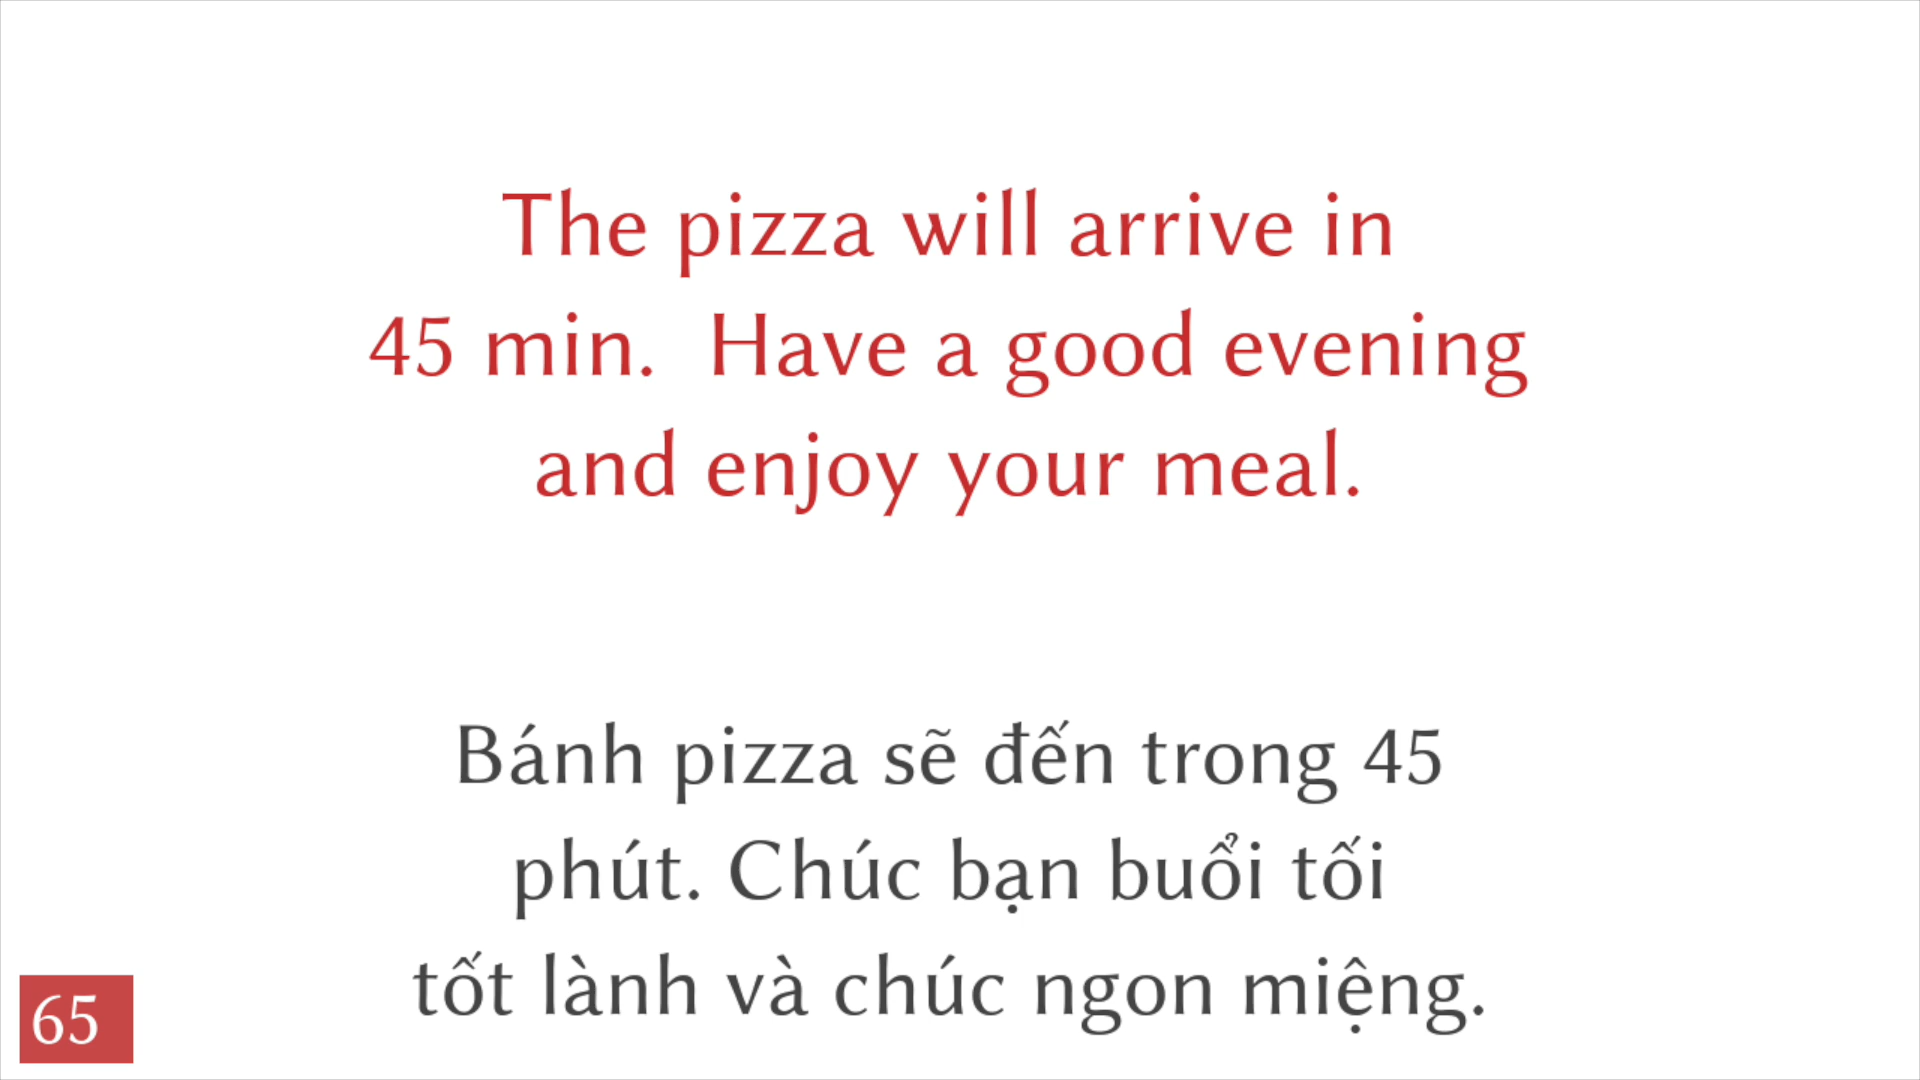 The pizza will arrive in
45 min.  Have a good evening
and enjoy your meal.
Bánh pizza sẽ đến trong 45
phút. Chúc bạn buổi tối
tốt lành và chúc ngon miệng.
65